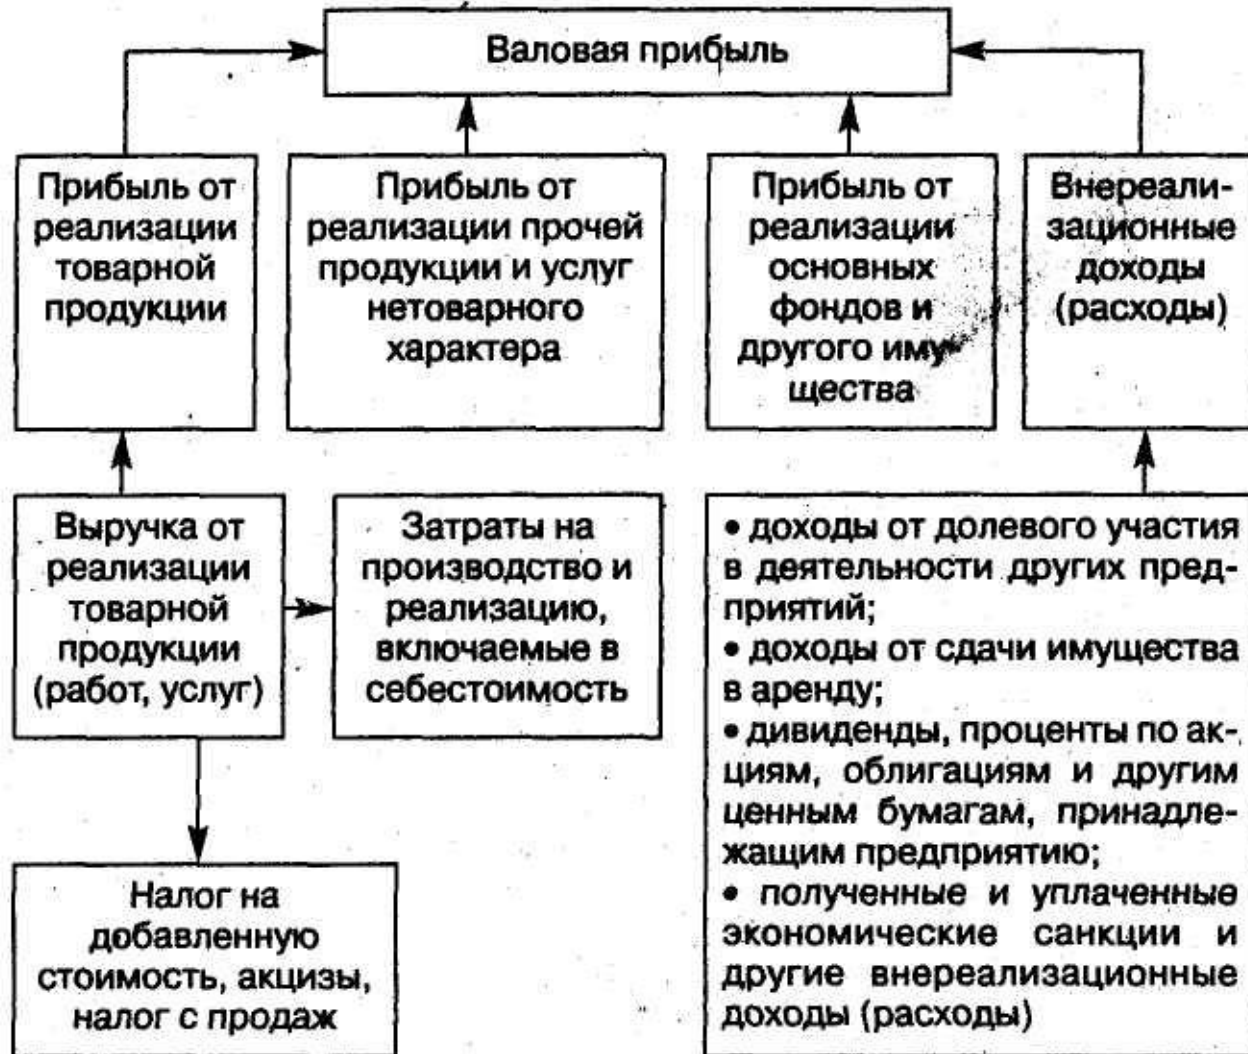 Валовая прибыль
Прибыль от
реализации
товарной
продукции
Прибыль от
реализации прочей
продукции и услуг
нетоварного
характера
Прибыль от
реализации
основных
фондов и
другого иму-
щества
Внереали-
зационные
доходы
(расходы)
Выручка от
реализации
товарной
продукции
(работ, услуг)
Затраты на
производство и
реализацию,
включаемые в
себестоимость
• доходы от долевого участия
в деятельности других пред-
приятий;
• доходы от сдачи имущества
в аренду;
• дивиденды, проценты по ак-
циям, облигациям и другим
ценным бумагам, принадле-
жащим предприятию;
• полученные и уплаченные
экономические санкции и
другие внереализационные
доходы (расходы)
Налог на
добавленную
стоимость, акцизы,
налог с продаж